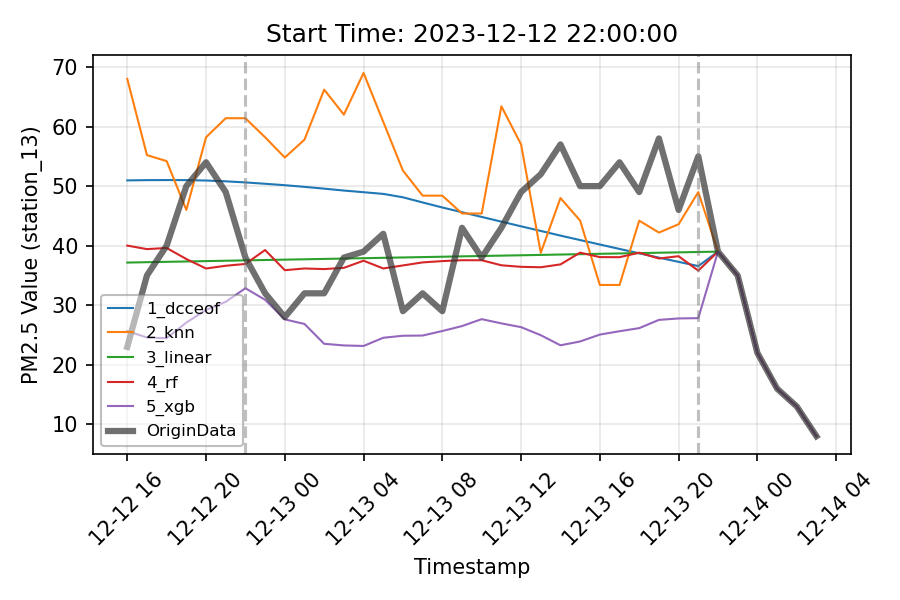 Start Time: 2023-12-12 22:00:00
PM2.5 Value (station_13)
70
60
50
40
30
20
10
1_dcceof
2_knn
3_linear
4_rf
5_xgb
OriginData
12-12 16
12-12 20
12-13 00
12-13 04
12-13 08
12-13 12
12-13 16
12-13 20
12-14 00
12-14 04
Timestamp